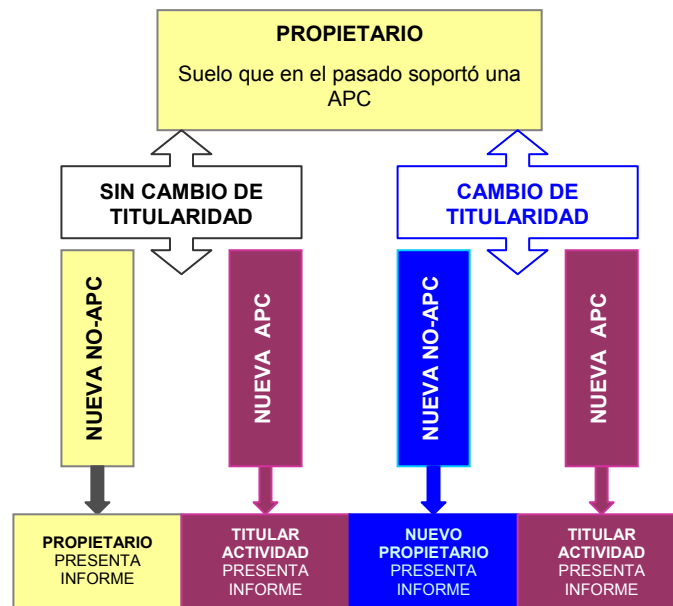 PROPIETARIO
Suelo que en el pasado soportó una
APC
SIN CAMBIO DE
TITULARIDAD
CAMBIO DE
TITULARIDAD
NUEVA NO-APC
NUEVA APC
NUEVA NO-APC
NUEVA APC
PROPIETARIO
PRESENTA
INFORME
TITULAR
ACTIVIDAD
PRESENTA
INFORME
NUEVO
PROPIETARIO
PRESENTA
INFORME
TITULAR
ACTIVIDAD
PRESENTA
INFORME